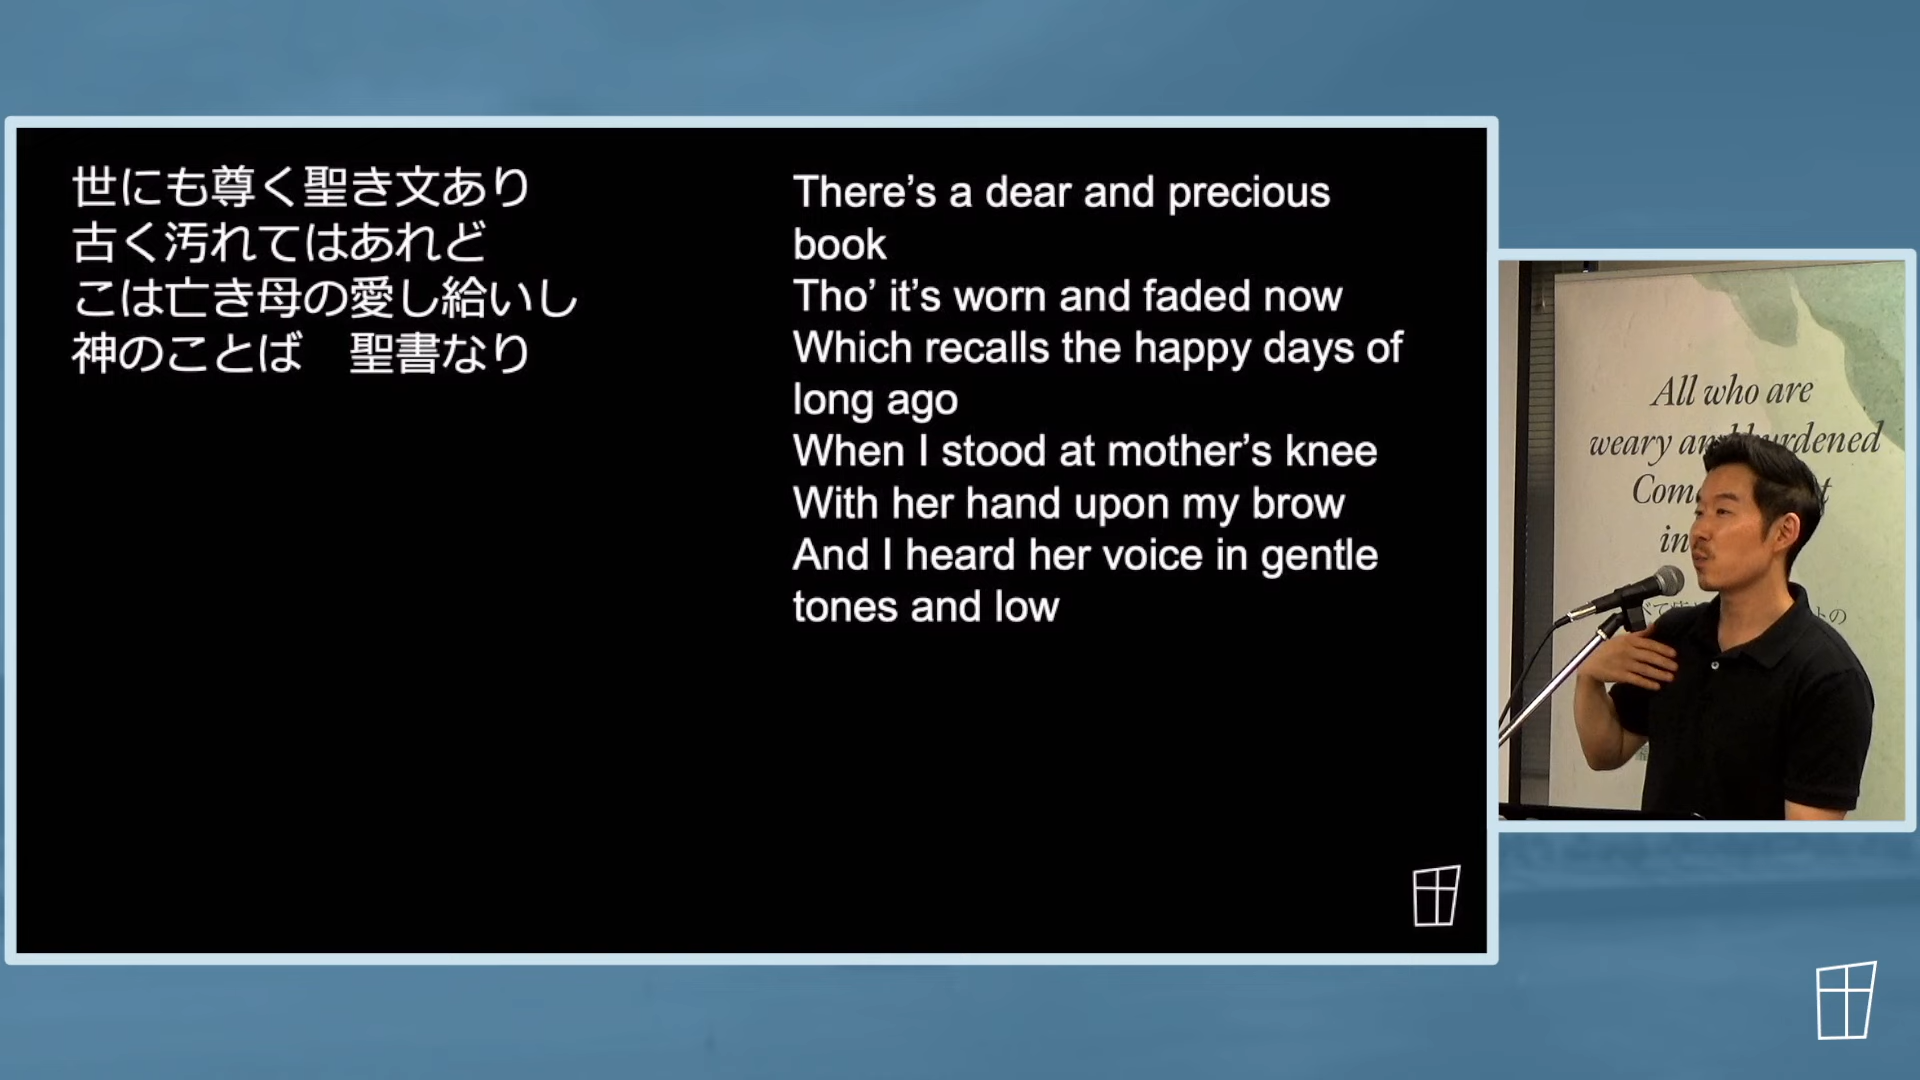 世にも尊く聖き文あり
古く汚れてはあれど
こは亡き母の愛し給いし
神のことば　聖書なり
There’s a dear and precious
book
Tho’ it’s worn and faded now
Which recalls the happy days of
long ago
When I stood at mother’s knee
With her hand upon my brow
And I heard her voice in gentle
tones and low
All who are
weary and burdened
in